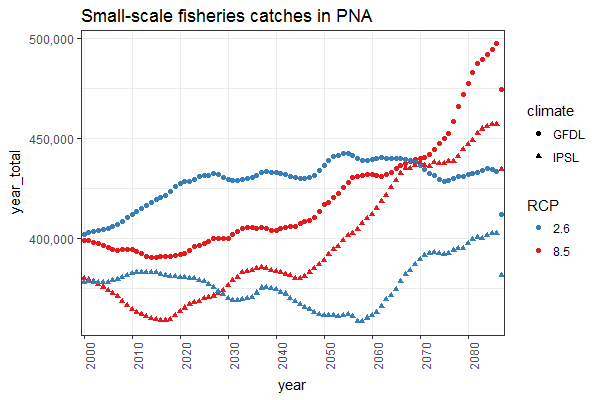 Small-scale fisheries catches in PNA
500,000
450,000
400,000
year_total
2000
2010
2020
2030
2040
2050
2060
2070
2080
year
climate
GFDL
IPSL
RCP
2.6
8.5